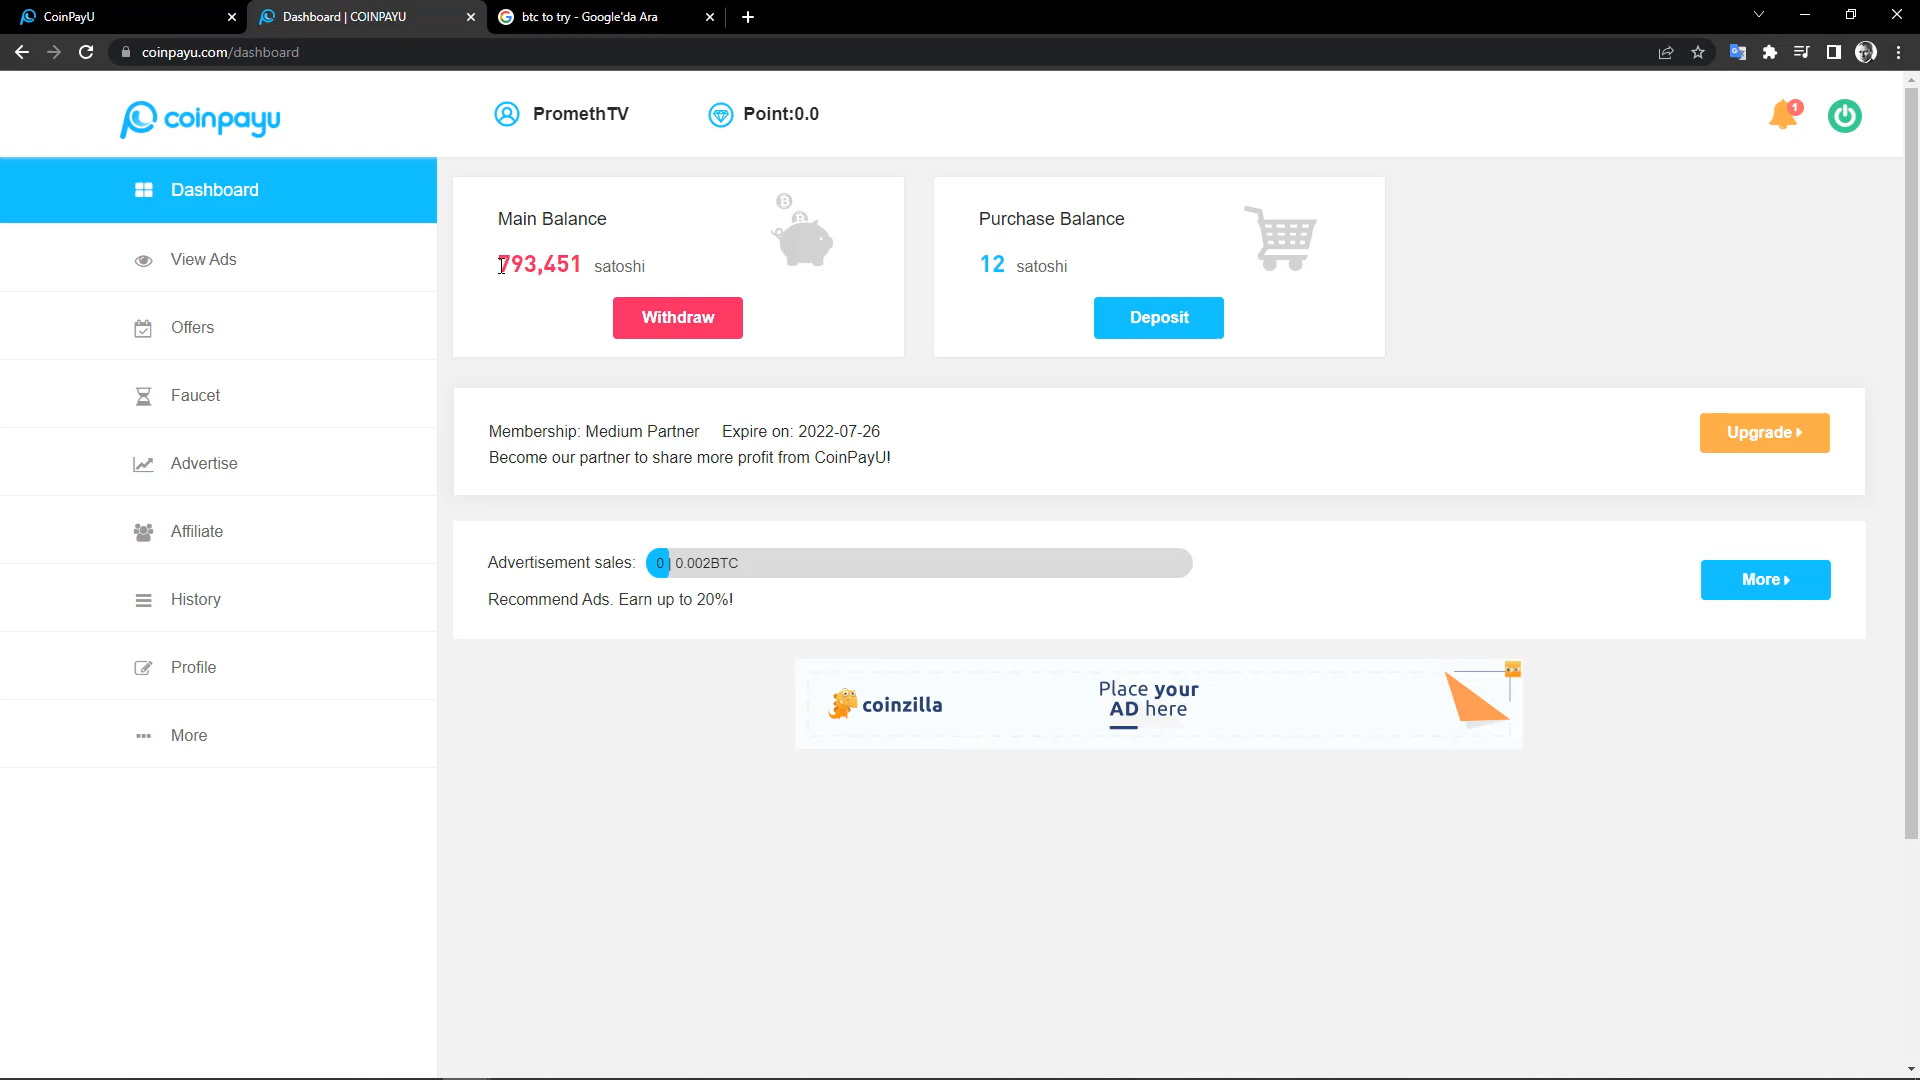 CoinPayU
Dashboard | COINPAYU
btc to try - Google'da Ara
coinpayu.com/dashboard
coinpayu
PromethTV
Point:0.0
1
Dashboard
View Ads
Offers
Faucet
Advertise
Affiliate
History
Profile
More
Main Balance
793,451 satoshi
Withdraw
Purchase Balance
12 satoshi
Deposit
Membership: Medium Partner Expire on: 2022-07-26
Become our partner to share more profit from CoinPayU!
Upgrade
Advertisement sales: 0 | 0.002BTC
Recommend Ads. Earn up to 20%!
More
coinzilla
Place your
AD here